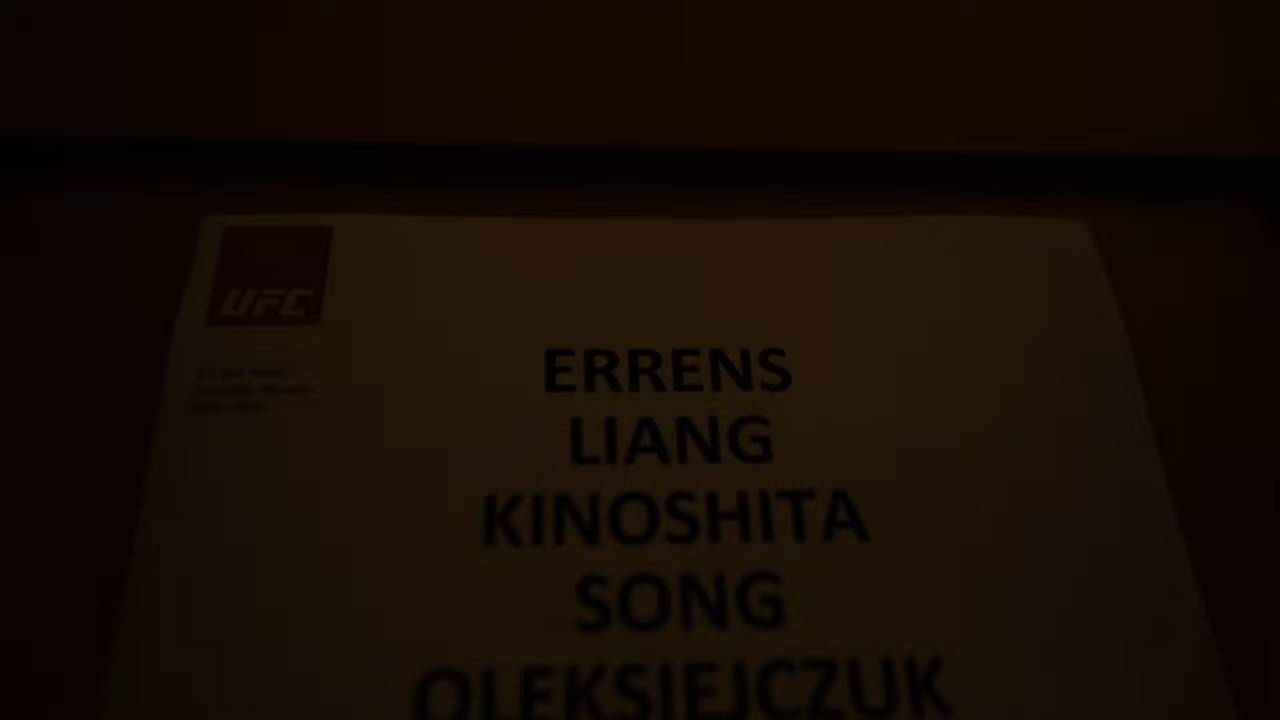 UFC
ERRENS
LIANG
KINOSHITA
SONG
OLEKSIEJCZUK